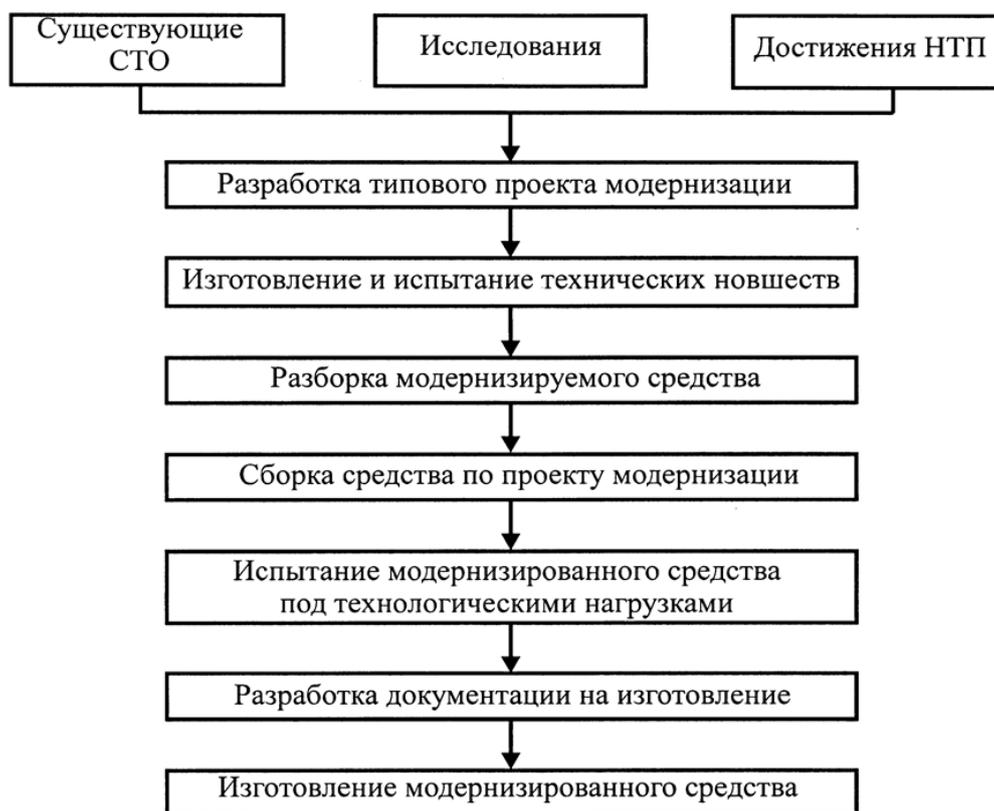 Существующие
СТО
Исследования
Достижения НТП
Разработка типового проекта модернизации
Изготовление и испытание технических новшеств
Разборка модернизируемого средства
Сборка средства по проекту модернизации
Испытание модернизированного средства
под технологическими нагрузками
Разработка документации на изготовление
Изготовление модернизированного средства